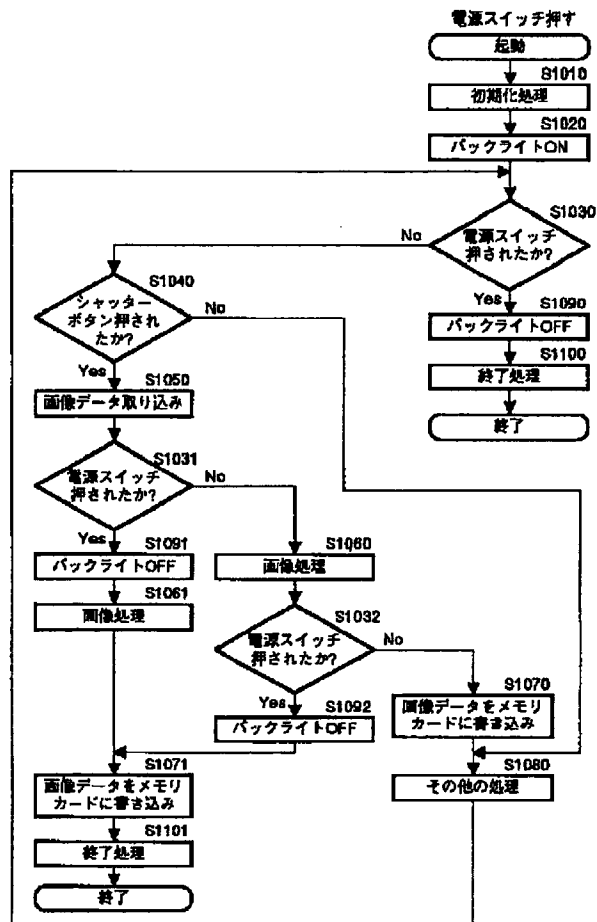 電源スイッチ押す
起動
S1010
初期化処理
S1020
バックライトON
S1030
電源スイッチ
押されたか?
No
Yes
S1090
バックライトOFF
S1100
終了処理
終了
S1040
シャッター
ボタン押され
たか?
No
Yes
S1050
画像データ取り込み
S1031
電源スイッチ
押されたか?
No
Yes
S1091
バックライトOFF
S1061
画像処理
S1060
画像処理
S1032
電源スイッチ
押されたか?
No
Yes
S1092
バックライトOFF
S1070
画像データをメモリ
カードに書き込み
S1071
画像データをメモリ
カードに書き込み
S1080
その他の処理
S1101
終了処理
終了